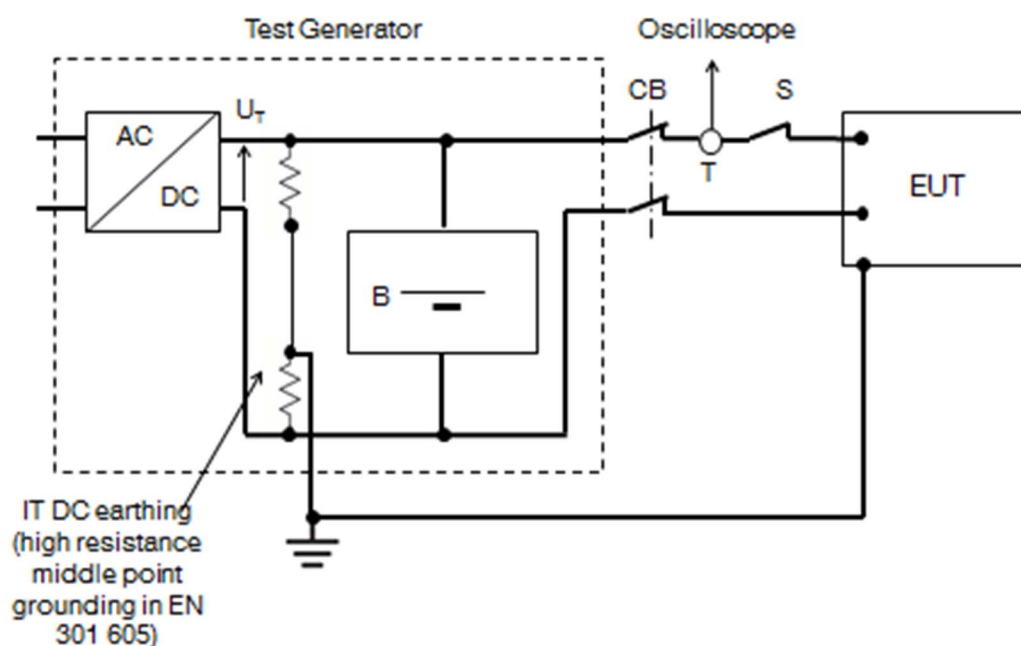 Test Generator
Oscilloscope
AC
DC
U_T
CB
T
S
EUT
B
IT DC earthing
(high resistance
middle point
grounding in EN
301 605)